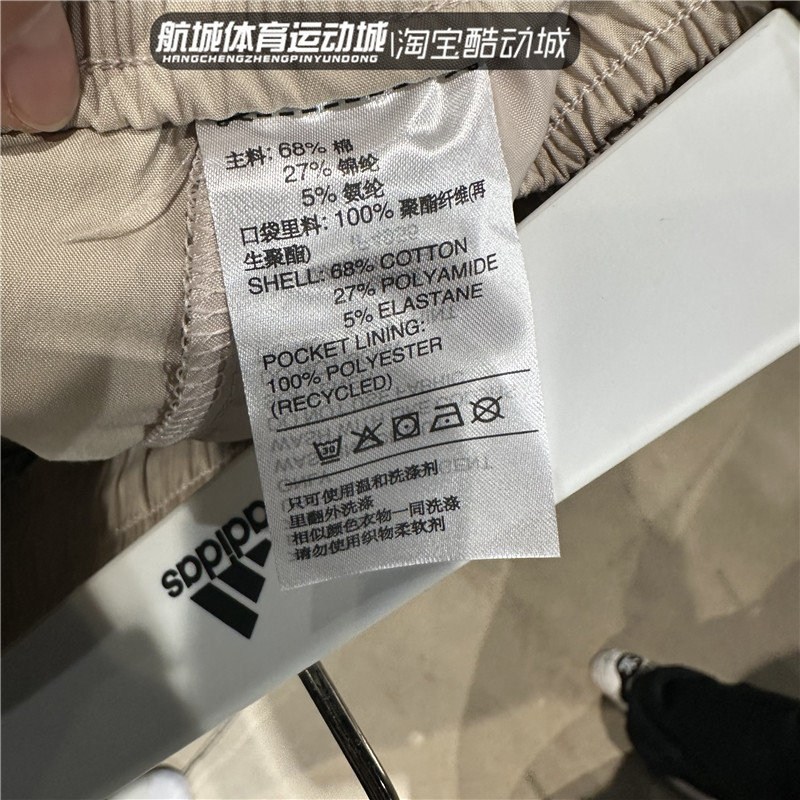 航城体育运动城|淘宝酷动城
HANGCHENGZHENGPINYUNDONG
主料: 68% 棉
27% 锦纶
5% 氨纶
口袋里料: 100% 聚酯纤维(再
生聚酯)
SHELL: 68% COTTON
27% POLYAMIDE
5% ELASTANE
POCKET LINING:
100% POLYESTER
(RECYCLED)
30
只可使用温和洗涤剂
里翻外洗涤
相似颜色衣物一同洗涤
请勿使用织物柔软剂
adidas